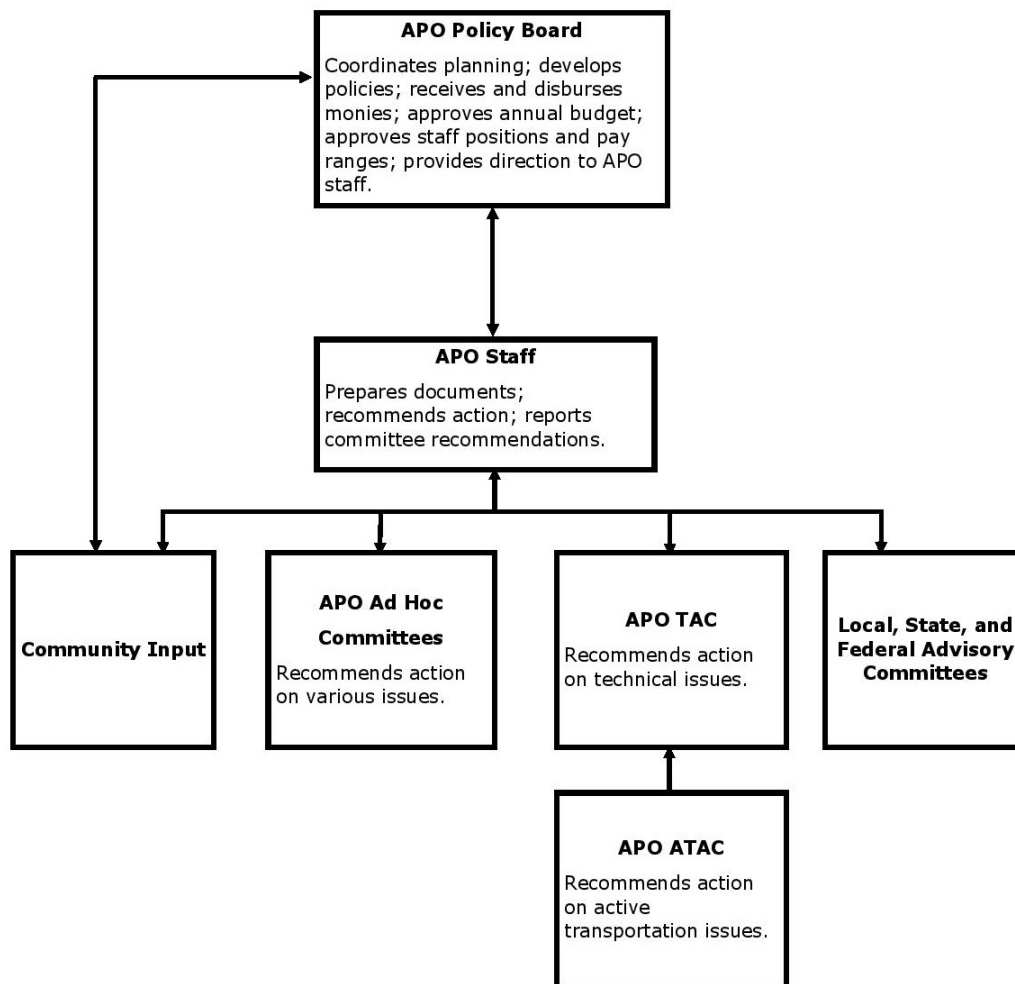 APO Policy Board
Coordinates planning; develops
policies; receives and disburses
monies; approves annual budget;
approves staff positions and pay
ranges; provides direction to APO
staff.
APO Staff
Prepares documents;
recommends action; reports
committee recommendations.
Community Input
APO Ad Hoc
Committees
Recommends action
on various issues.
APO TAC
Recommends action
on technical issues.
Local, State, and
Federal Advisory
Committees
APO ATAC
Recommends action
on active
transportation issues.